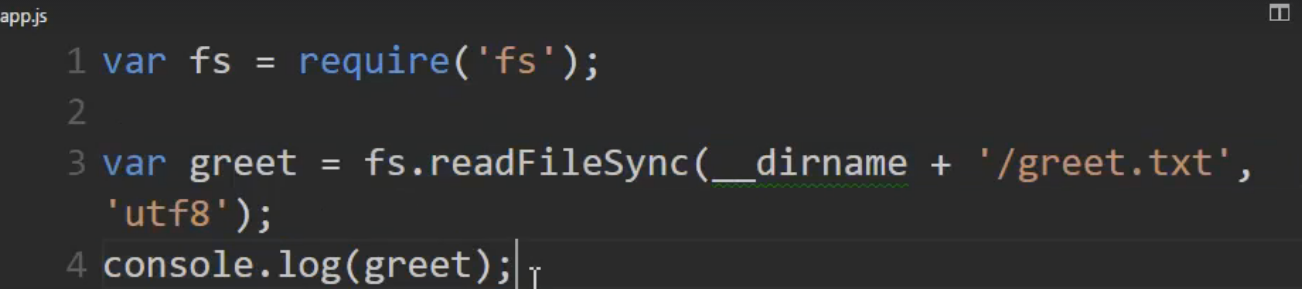 app.js
1 var fs = require('fs');
2
3 var greet = fs.readFileSync(__dirname + '/greet.txt',
'utf8');
4 console.log(greet);